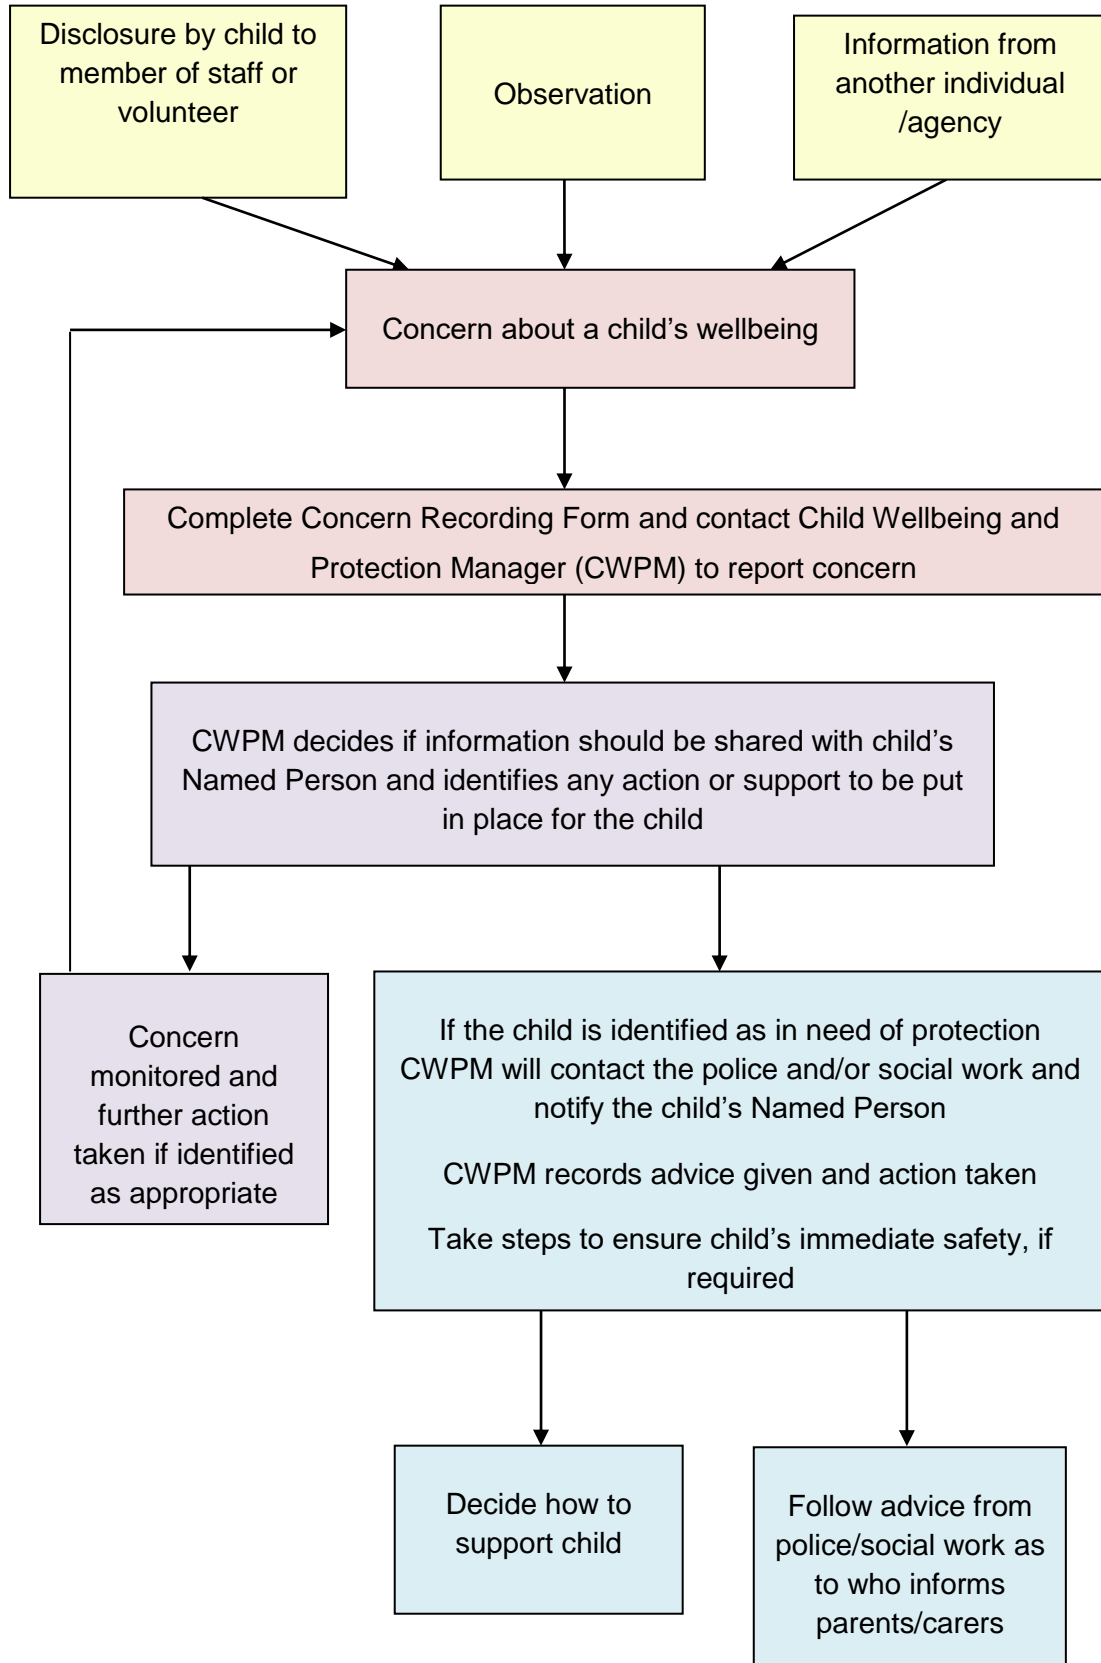 Disclosure by child to
member of staff or
volunteer
Observation
Information from
another individual
/agency
Concern about a child’s wellbeing
Complete Concern Recording Form and contact Child Wellbeing and
Protection Manager (CWPM) to report concern
CWPM decides if information should be shared with child’s
Named Person and identifies any action or support to be put
in place for the child
Concern
monitored and
further action
taken if identified
as appropriate
If the child is identified as in need of protection
CWPM will contact the police and/or social work and
notify the child’s Named Person
CWPM records advice given and action taken
Take steps to ensure child’s immediate safety, if
required
Decide how to
support child
Follow advice from
police/social work as
to who informs
parents/carers